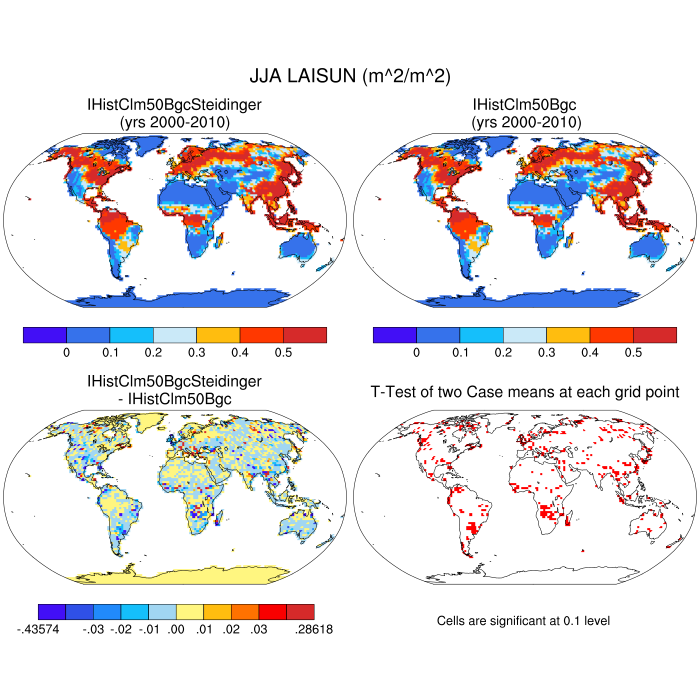 JJA LAISUN (m^2/m^2)
IHistClm50BgcSteidinger
(yrs 2000-2010)
IHistClm50Bgc
(yrs 2000-2010)
0 0.1 0.2 0.3 0.4 0.5
0 0.1 0.2 0.3 0.4 0.5
IHistClm50BgcSteidinger
- IHistClm50Bgc
T-Test of two Case means at each grid point
-.43574 -.03 -.02 -.01 .00 .01 .02 .03 .28618
Cells are significant at 0.1 level